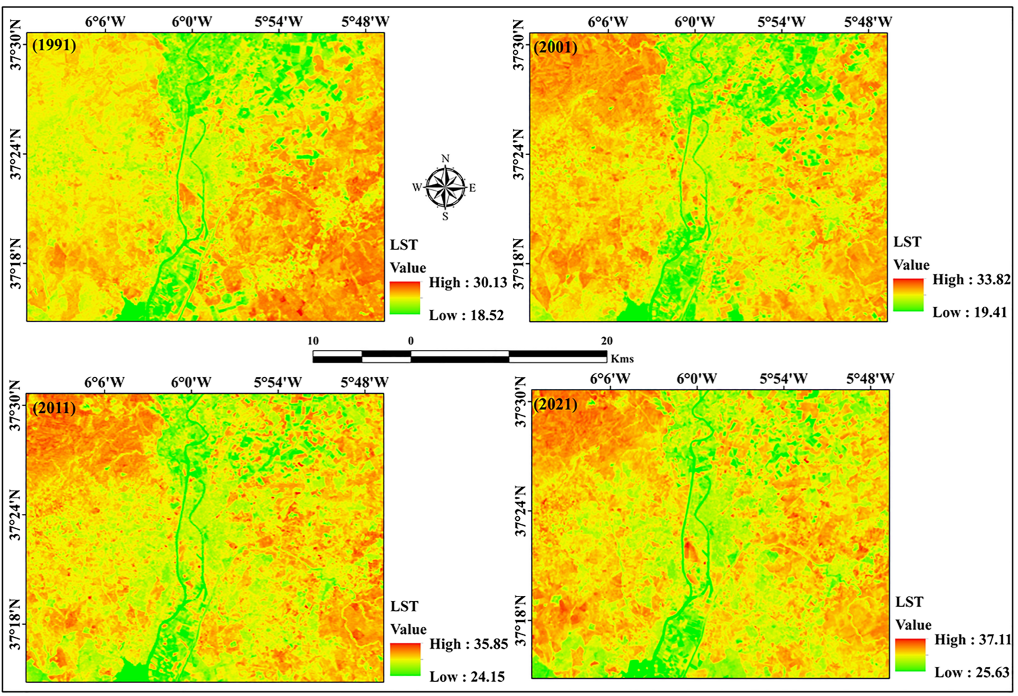 6°6'W 6°0'W 5°54'W 5°48'W
6°6'W 6°0'W 5°54'W 5°48'W
37°30'N
37°24'N
37°18'N
(1991)
37°30'N
37°24'N
37°18'N
(2001)
N
W E
S
LST
Value
High : 30.13
Low : 18.52
LST
Value
High : 33.82
Low : 19.41
10 0 20
Kms
6°6'W 6°0'W 5°54'W 5°48'W
6°6'W 6°0'W 5°54'W 5°48'W
37°30'N
37°24'N
37°18'N
(2011)
37°30'N
37°24'N
37°18'N
(2021)
LST
Value
High : 35.85
Low : 24.15
LST
Value
High : 37.11
Low : 25.63